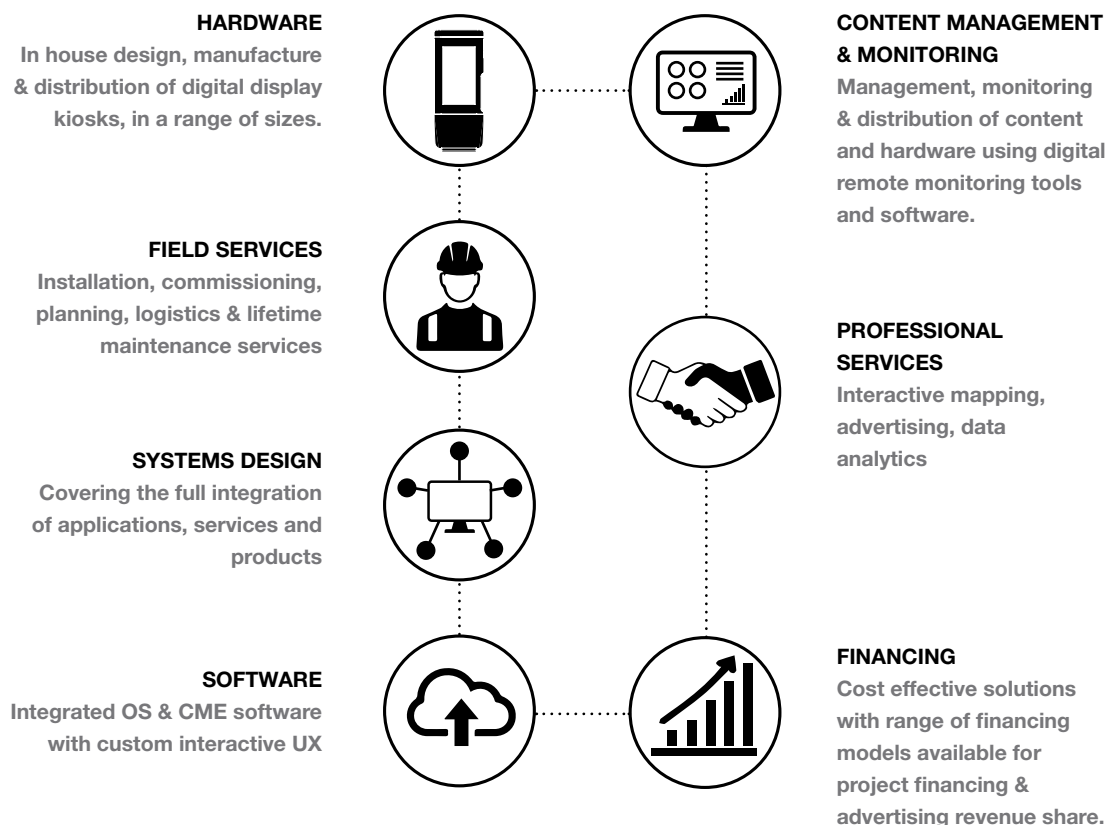 HARDWARE
In house design, manufacture
& distribution of digital display
kiosks, in a range of sizes.
FIELD SERVICES
Installation, commissioning,
planning, logistics & lifetime
maintenance services
SYSTEMS DESIGN
Covering the full integration
of applications, services and
products
SOFTWARE
Integrated OS & CME software
with custom interactive UX
CONTENT MANAGEMENT
& MONITORING
Management, monitoring
& distribution of content
and hardware using digital
remote monitoring tools
and software.
PROFESSIONAL
SERVICES
Interactive mapping,
advertising, data
analytics
FINANCING
Cost effective solutions
with range of financing
models available for
project financing &
advertising revenue share.